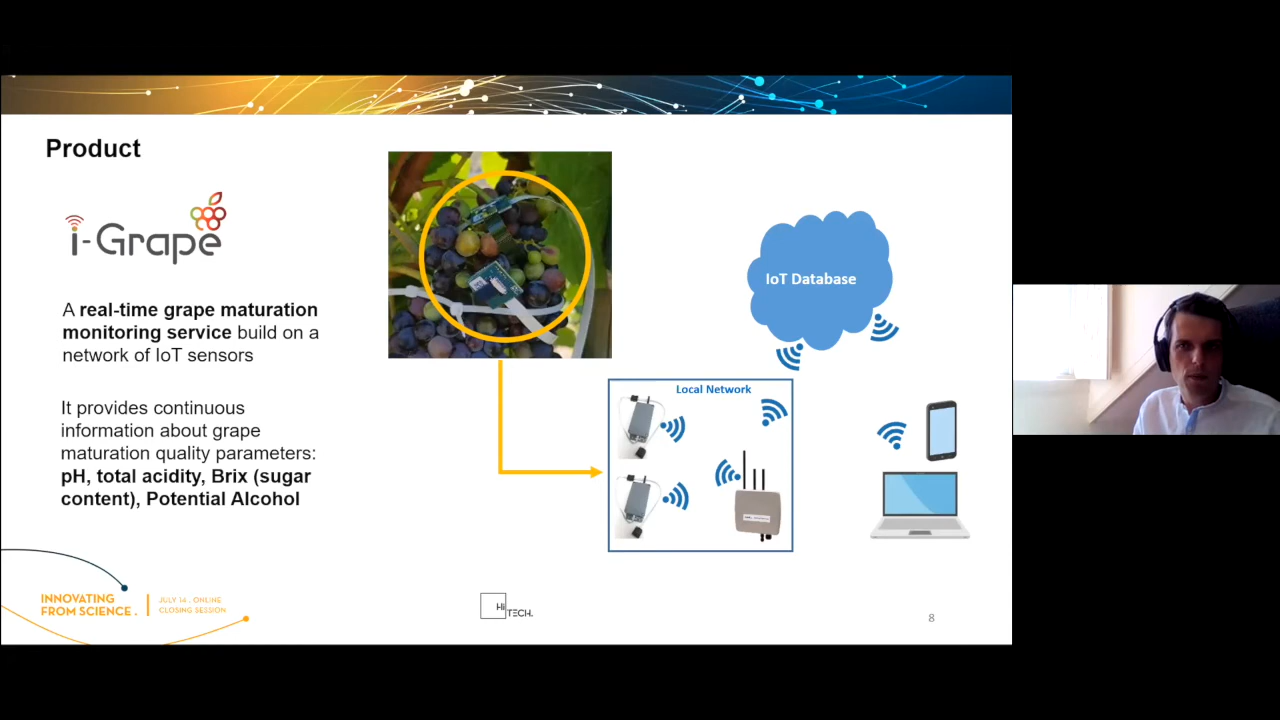 Product
i-Grape
A real-time grape maturation
monitoring service build on a
network of IoT sensors
It provides continuous
information about grape
maturation quality parameters:
pH, total acidity, Brix (sugar
content), Potential Alcohol
IoT Database
Local Network
INNOVATING
FROM SCIENCE.
JULY 14 . ONLINE
CLOSING SESSION
Hi
TECH.
8